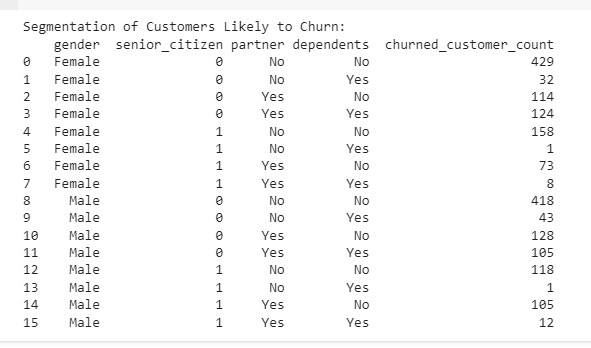 Segmentation of Customers Likely to Churn:
gender senior_citizen partner dependents churned_customer_count
0 Female 0 No No 429
1 Female 0 No Yes 32
2 Female 0 Yes No 114
3 Female 0 Yes Yes 124
4 Female 1 No No 158
5 Female 1 No Yes 1
6 Female 1 Yes No 73
7 Female 1 Yes Yes 8
8 Male 0 No No 418
9 Male 0 No Yes 43
10 Male 0 Yes No 128
11 Male 0 Yes Yes 105
12 Male 1 No No 118
13 Male 1 No Yes 1
14 Male 1 Yes No 105
15 Male 1 Yes Yes 12